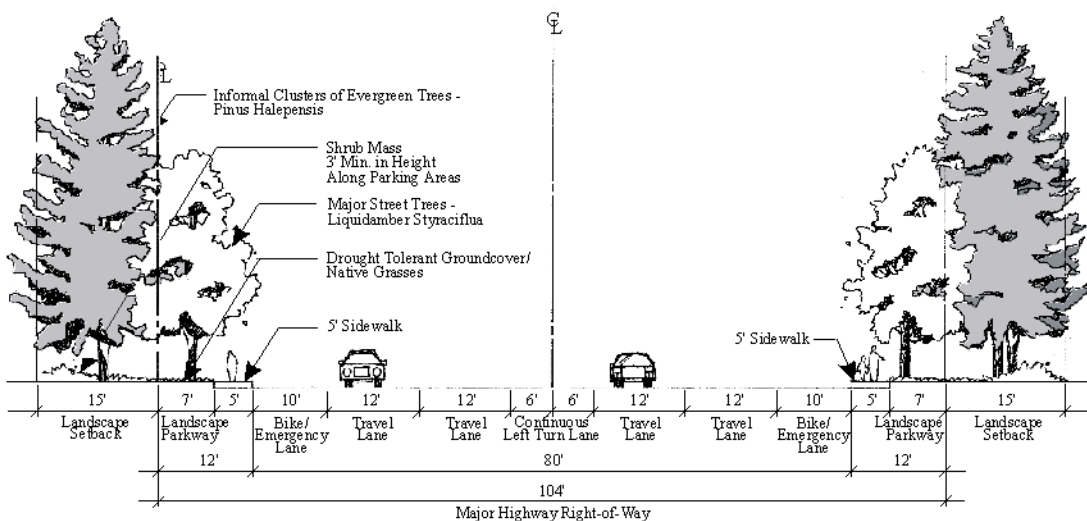 ℄
℄
Informal Clusters of Evergreen Trees -
Pinus Halepensis
Shrub Mass
3' Min. in Height
Along Parking Areas
Major Street Trees -
Liquidamber Styraciflua
Drought Tolerant Groundcover/
Native Grasses
5' Sidewalk
5' Sidewalk
15' 7' 5' 10' 12' 12' 6' 6' 12' 12' 10' 5' 7' 15'
Landscape Setback
Landscape Parkway
Bike/ Emergency Lane
Travel Lane
Travel Lane
Continuous Left Turn Lane
Travel Lane
Travel Lane
Bike/ Emergency Lane
Landscape Parkway
Landscape Setback
12' 80' 12'
104'
Major Highway Right-of-Way